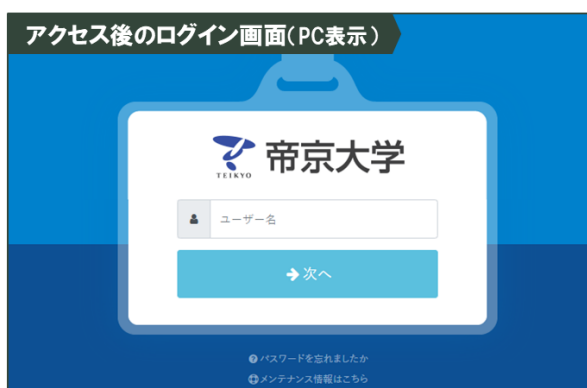 アクセス後のログイン画面(PC表示)
TEIKYO
帝京大学
ユーザー名
次へ
パスワードを忘れましたか
メンテナンス情報はこちら